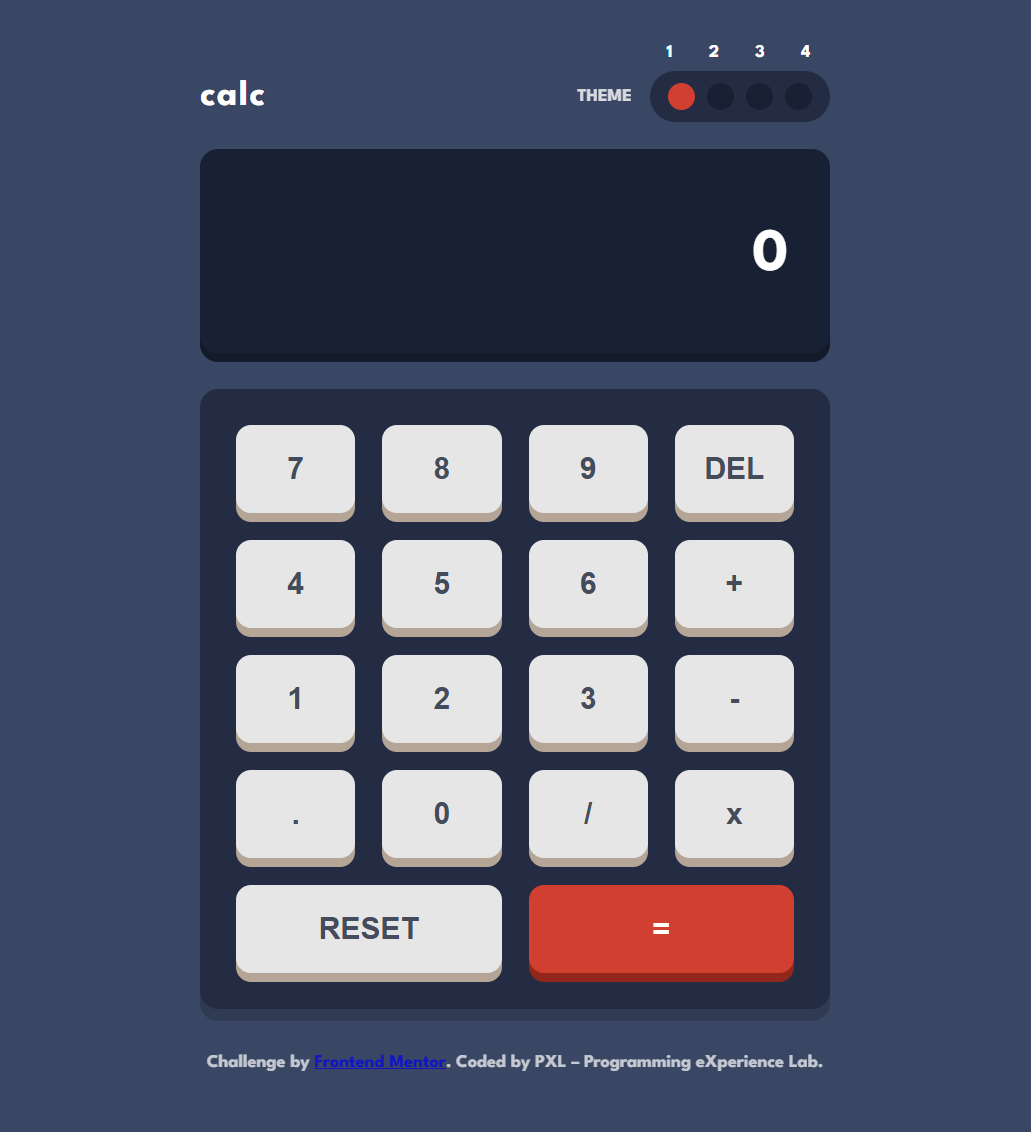 1 2 3 4
calc THEME
0
7 8 9 DEL
4 5 6 +
1 2 3 -
. 0 / x
RESET =
Challenge by Frontend Mentor. Coded by PXL – Programming eXperience Lab.